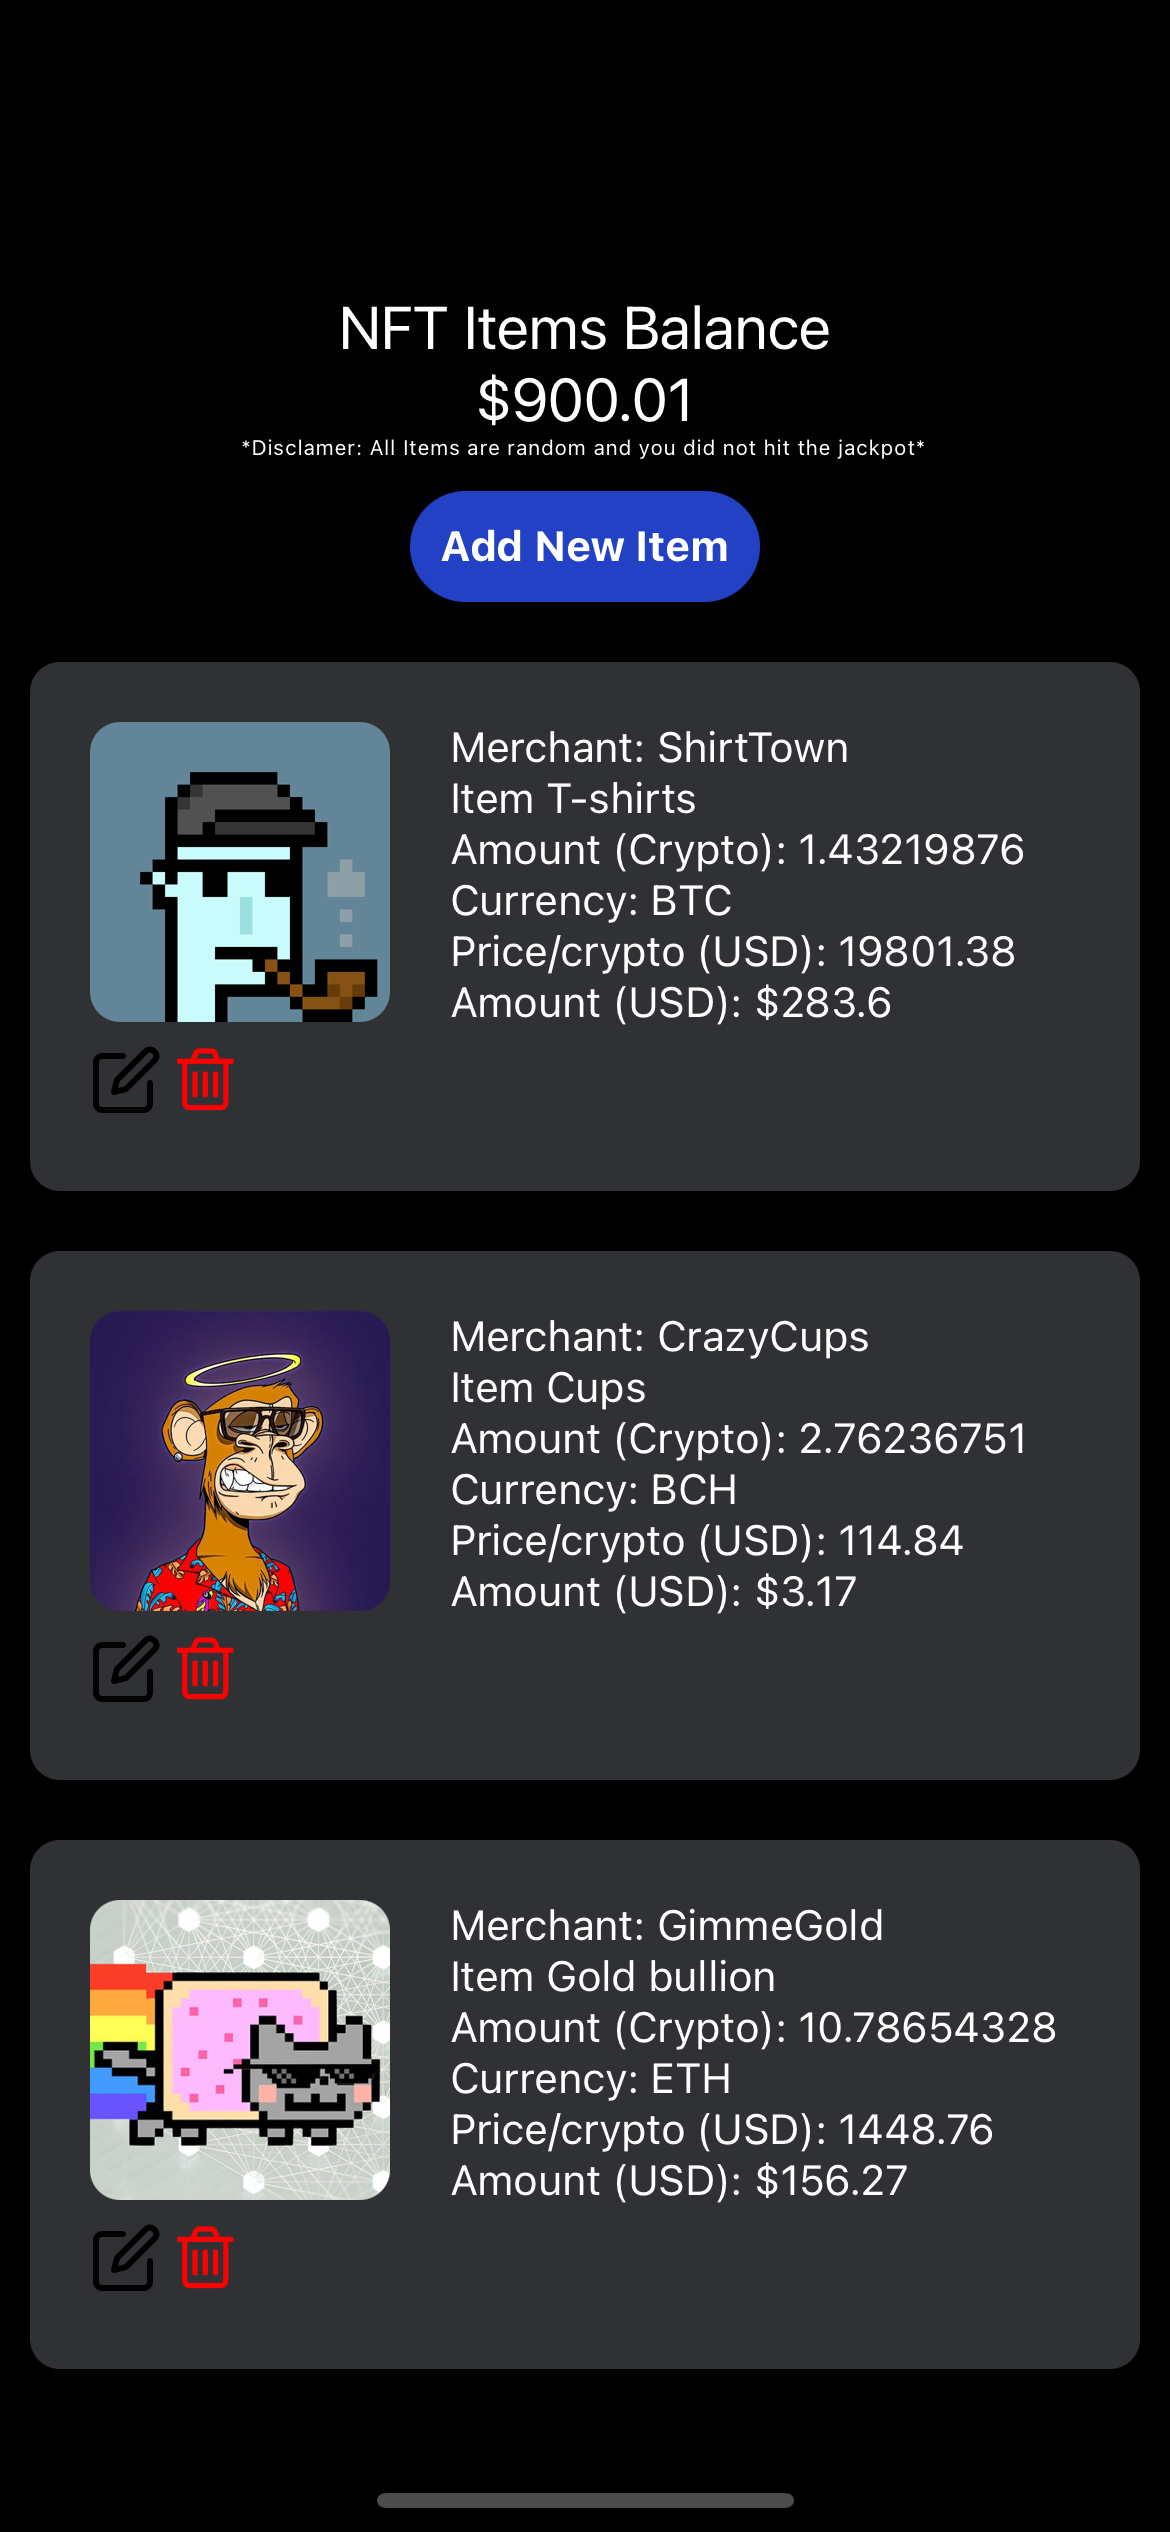 NFT Items Balance
$900.01
*Disclamer: All Items are random and you did not hit the jackpot*
Add New Item
Merchant: ShirtTown
Item T-shirts
Amount (Crypto): 1.43219876
Currency: BTC
Price/crypto (USD): 19801.38
Amount (USD): $283.6
Merchant: CrazyCups
Item Cups
Amount (Crypto): 2.76236751
Currency: BCH
Price/crypto (USD): 114.84
Amount (USD): $3.17
Merchant: GimmeGold
Item Gold bullion
Amount (Crypto): 10.78654328
Currency: ETH
Price/crypto (USD): 1448.76
Amount (USD): $156.27